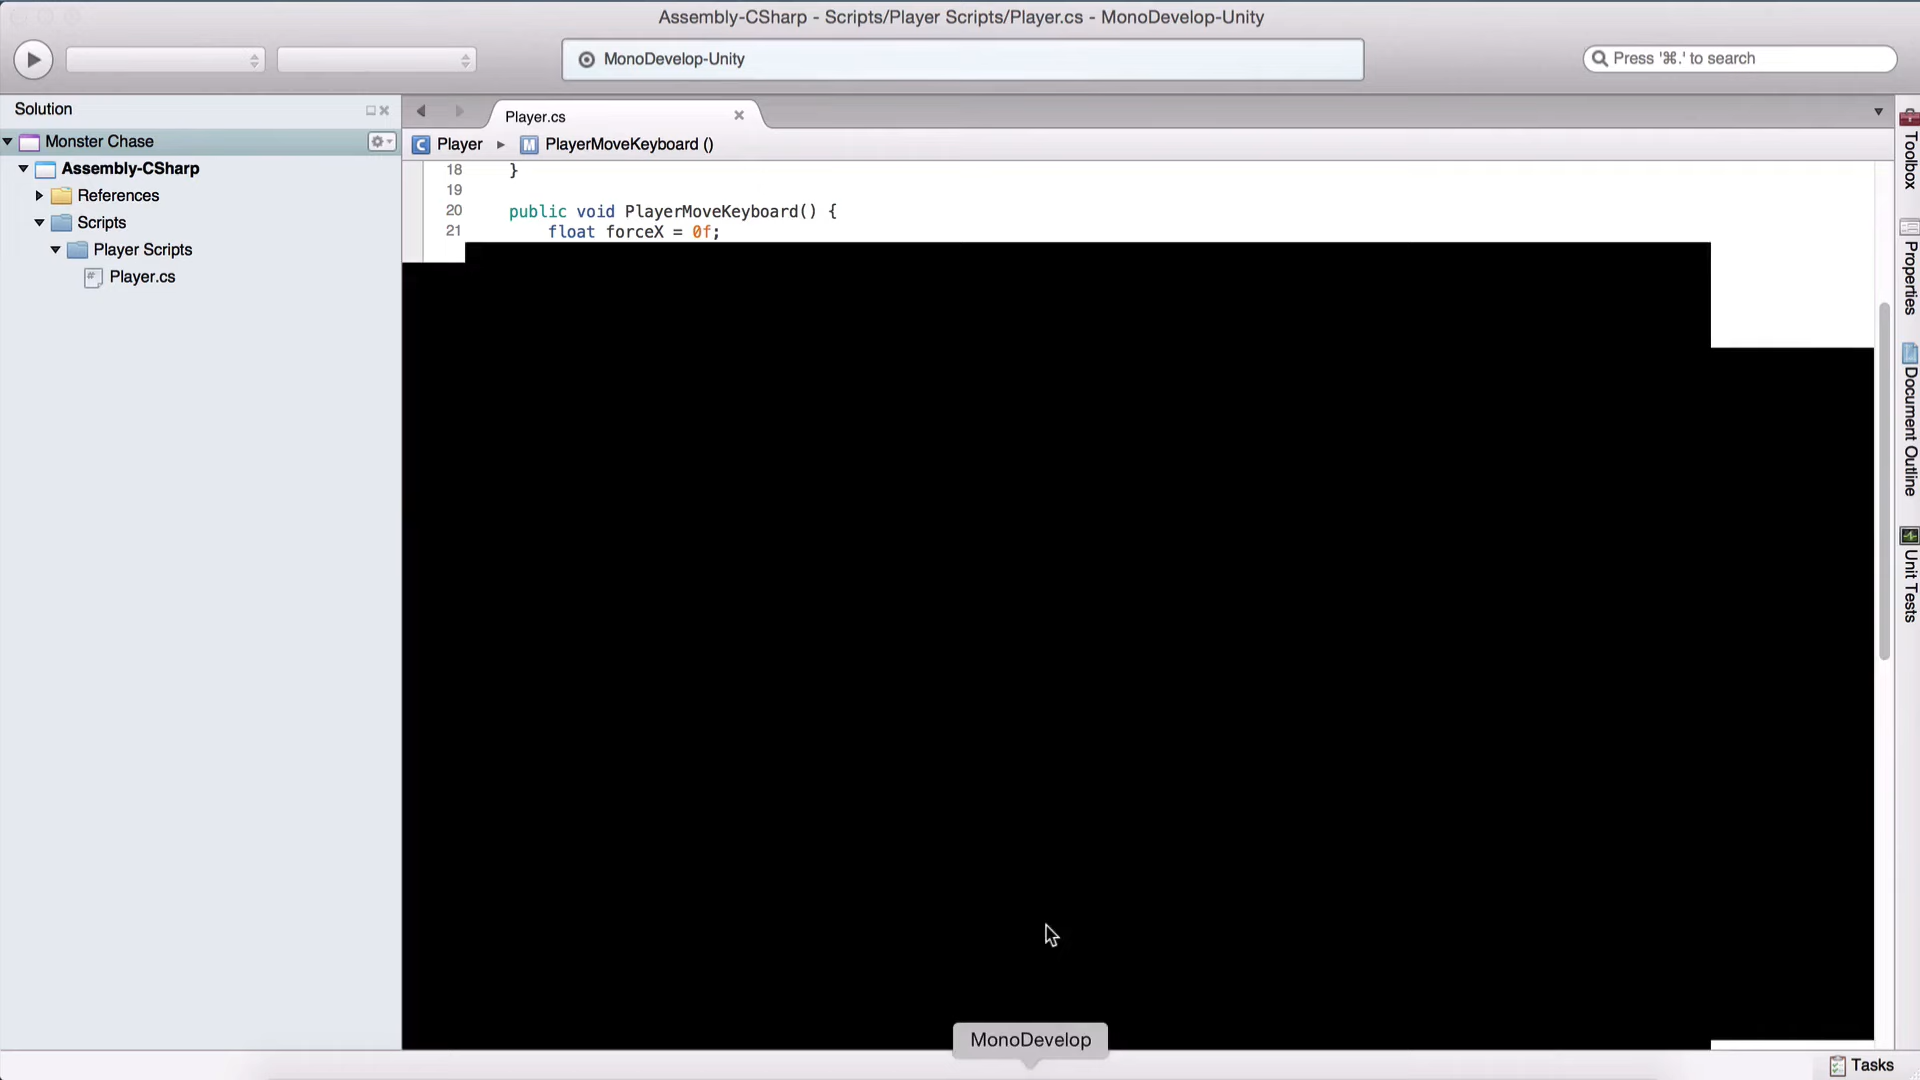 Assembly-CSharp - Scripts/Player Scripts/Player.cs - MonoDevelop-Unity
MonoDevelop-Unity
Press '⌘.' to search
Solution
Monster Chase
Assembly-CSharp
References
Scripts
Player Scripts
Player.cs
Player.cs
Player ▸ PlayerMoveKeyboard ()
18 }
19
20 public void PlayerMoveKeyboard() {
21 float forceX = 0f;
Toolbox
Properties
Document Outline
Unit Tests
MonoDevelop
Tasks